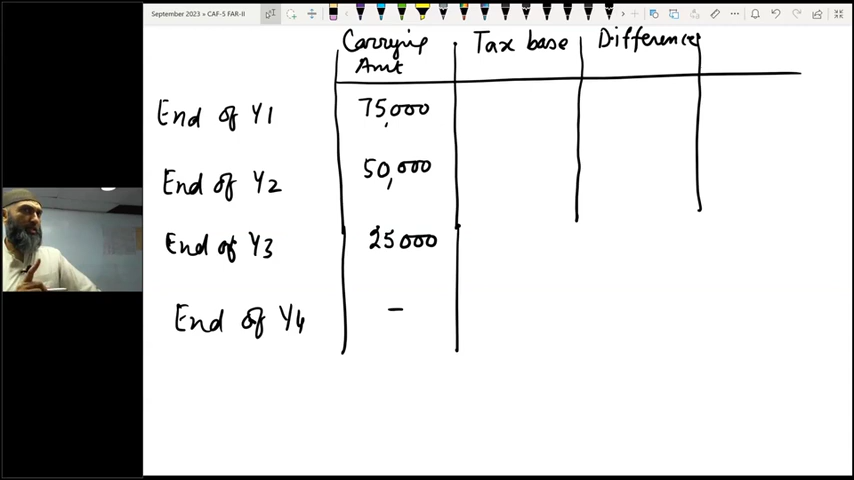 September 2023 » CAF-5 FAR-II
Carrying Amt Tax base Difference
End of Y1 75,000
End of Y2 50,000
End of Y3 25000
End of Y4 –